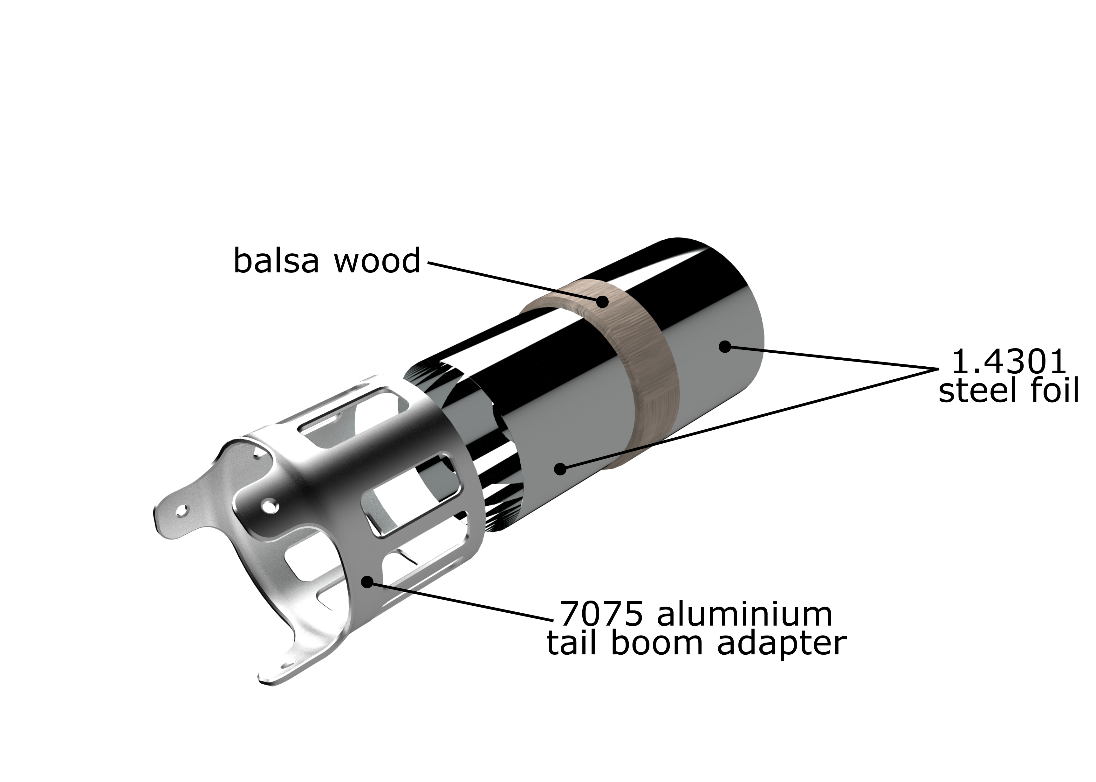 balsa wood
1.4301
steel foil
7075 aluminium
tail boom adapter